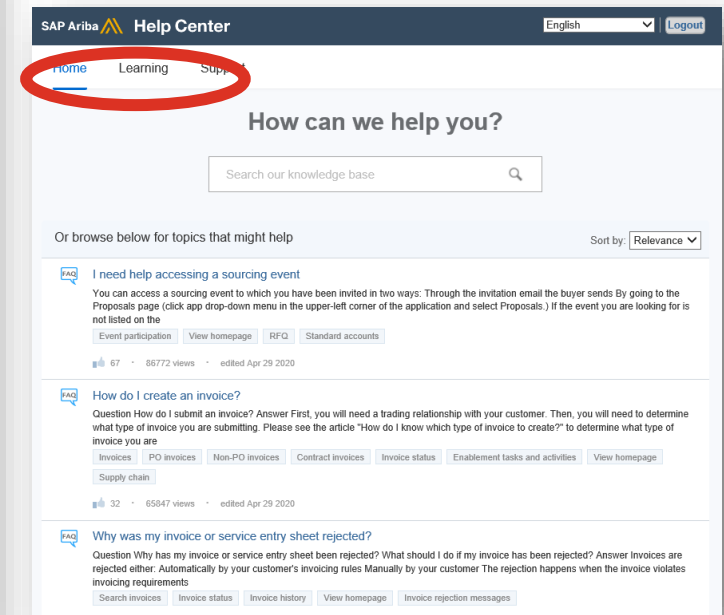 SAP Ariba Help Center English Logout
Home Learning Support
How can we help you?
Search our knowledge base
Or browse below for topics that might help Sort by: Relevance
FAQ I need help accessing a sourcing event
You can access a sourcing event to which you have been invited in two ways: Through the invitation email the buyer sends By going to the
Proposals page (click app drop-down menu in the upper-left corner of the application and select Proposals.) If the event you are looking for is
not listed on the
Event participation View homepage RFQ Standard accounts
67 · 86772 views · edited Apr 29 2020
FAQ How do I create an invoice?
Question How do I submit an invoice? Answer First, you will need a trading relationship with your customer. Then, you will need to determine
what type of invoice you are submitting. Please see the article "How do I know which type of invoice to create?" to determine what type of
invoice you are
Invoices PO invoices Non-PO invoices Contract invoices Invoice status Enablement tasks and activities View homepage
Supply chain
32 · 65847 views · edited Apr 29 2020
FAQ Why was my invoice or service entry sheet rejected?
Question Why has my invoice or service entry sheet been rejected? What should I do if my invoice has been rejected? Answer Invoices are
rejected either: Automatically by your customer's invoicing rules Manually by your customer The rejection happens when the invoice violates
invoicing requirements
Search invoices Invoice status Invoice history View homepage Invoice rejection messages